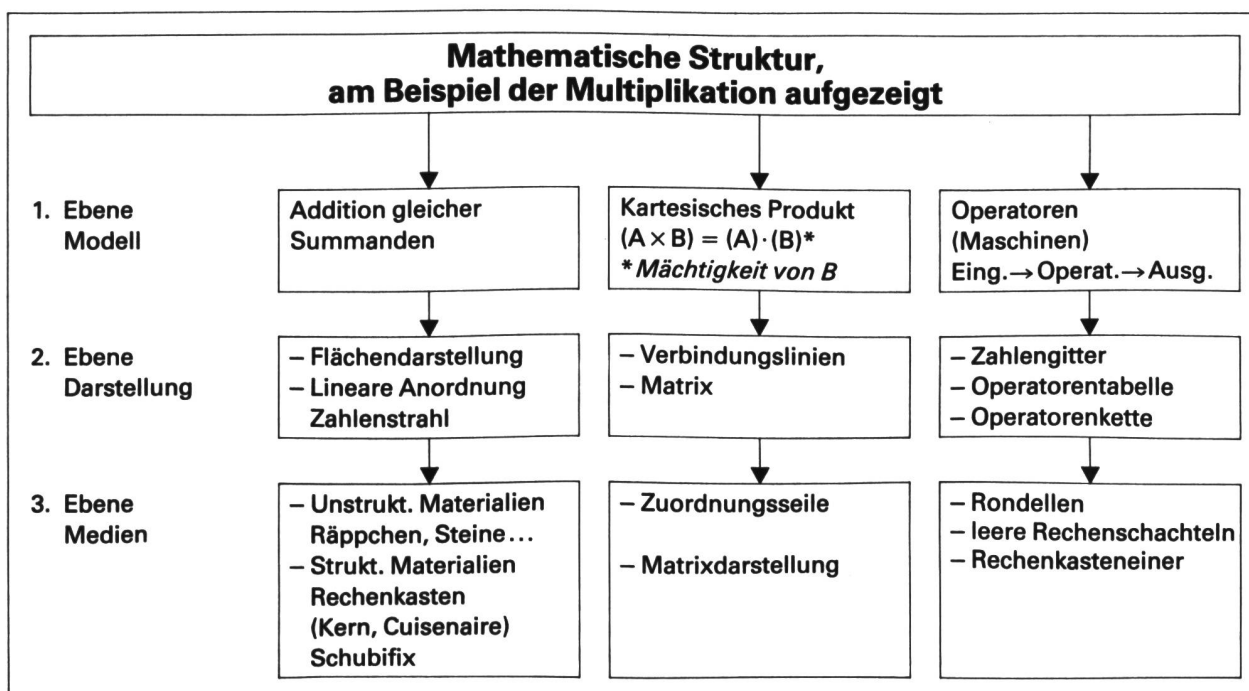 Mathematische Struktur,
am Beispiel der Multiplikation aufgezeigt
1. Ebene
Modell
Addition gleicher
Summanden
Kartesisches Produkt
(A × B) = (A) · (B)*
* Mächtigkeit von B
Operatoren
(Maschinen)
Eing.→Operat.→Ausg.
2. Ebene
Darstellung
– Flächendarstellung
– Lineare Anordnung
Zahlenstrahl
– Verbindungslinien
– Matrix
– Zahlengitter
– Operatorentabelle
– Operatorenkette
3. Ebene
Medien
– Unstrukt. Materialien
Räppchen, Steine...
– Strukt. Materialien
Rechenkasten
(Kern, Cuisenaire)
Schubifix
– Zuordnungsseile
– Matrixdarstellung
– Rondellen
– leere Rechenschachteln
– Rechenkasteneiner